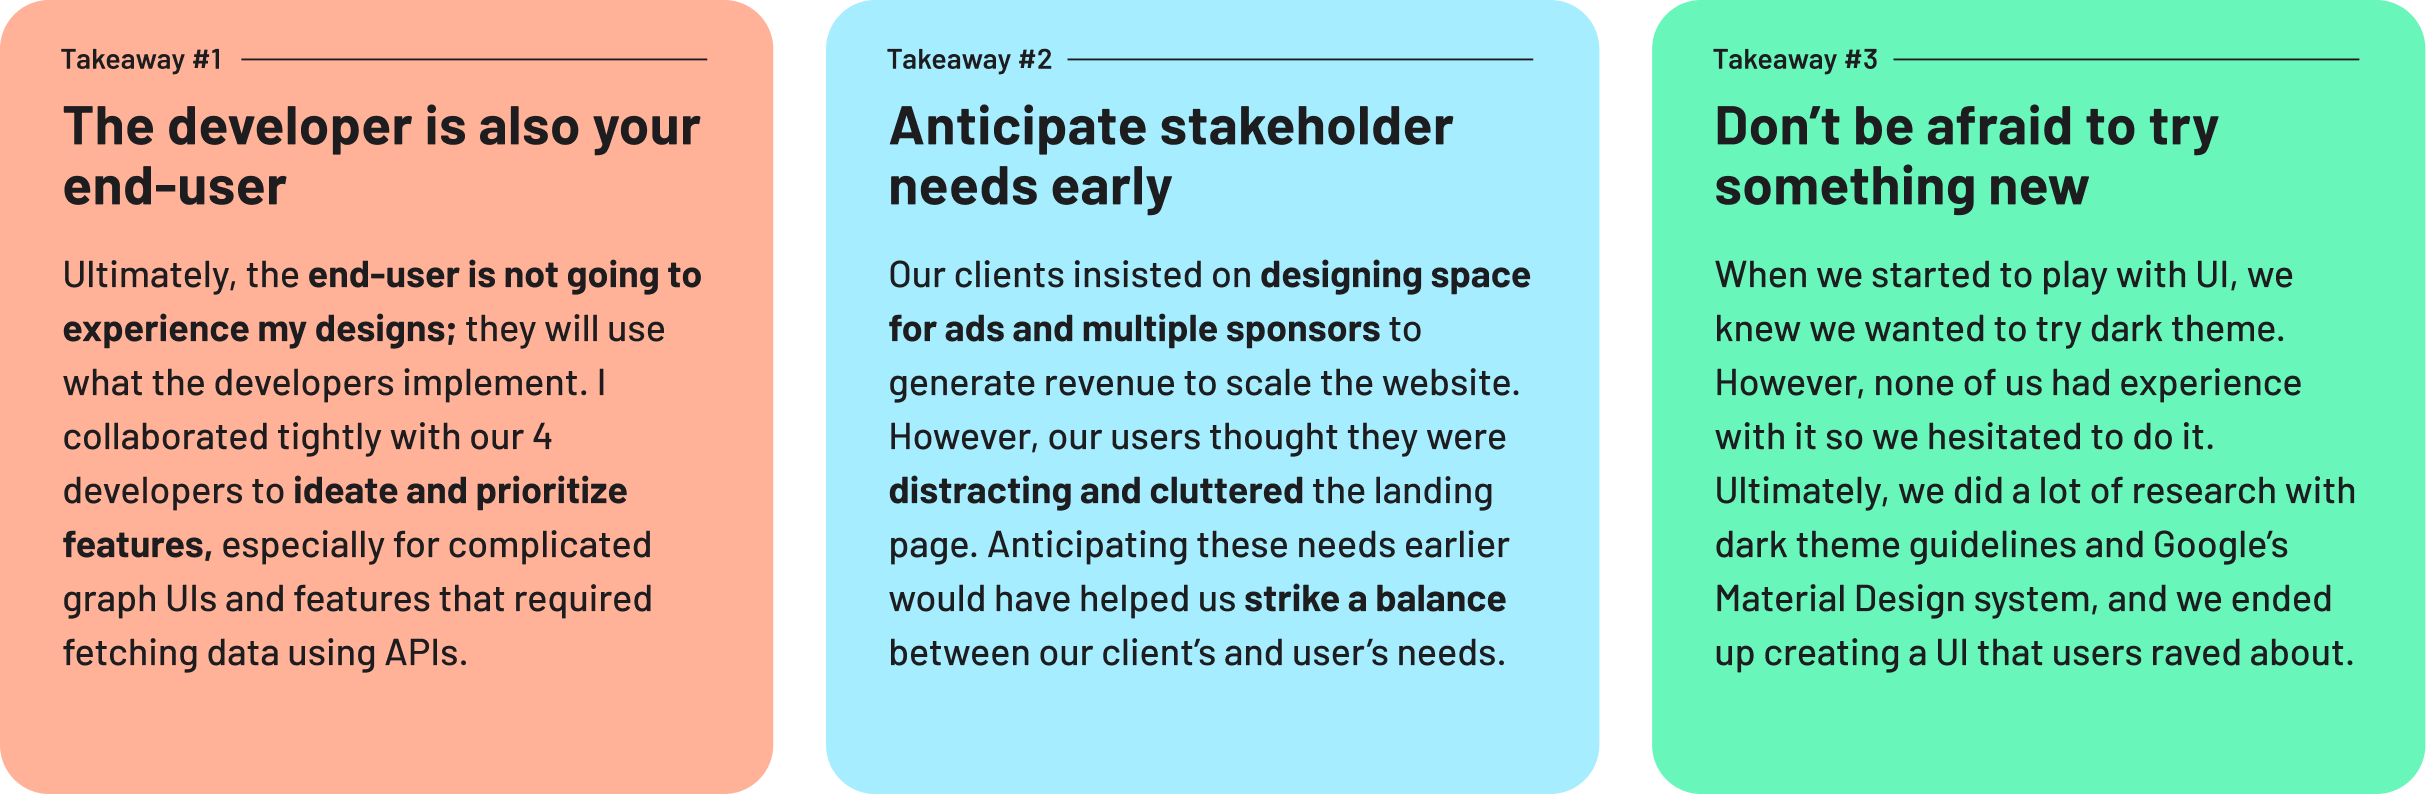 Takeaway #1
The developer is also your
end-user
Ultimately, the end-user is not going to
experience my designs; they will use
what the developers implement. I
collaborated tightly with our 4
developers to ideate and prioritize
features, especially for complicated
graph UIs and features that required
fetching data using APIs.
Takeaway #2
Anticipate stakeholder
needs early
Our clients insisted on designing space
for ads and multiple sponsors to
generate revenue to scale the website.
However, our users thought they were
distracting and cluttered the landing
page. Anticipating these needs earlier
would have helped us strike a balance
between our client’s and user’s needs.
Takeaway #3
Don’t be afraid to try
something new
When we started to play with UI, we
knew we wanted to try dark theme.
However, none of us had experience
with it so we hesitated to do it.
Ultimately, we did a lot of research with
dark theme guidelines and Google’s
Material Design system, and we ended
up creating a UI that users raved about.